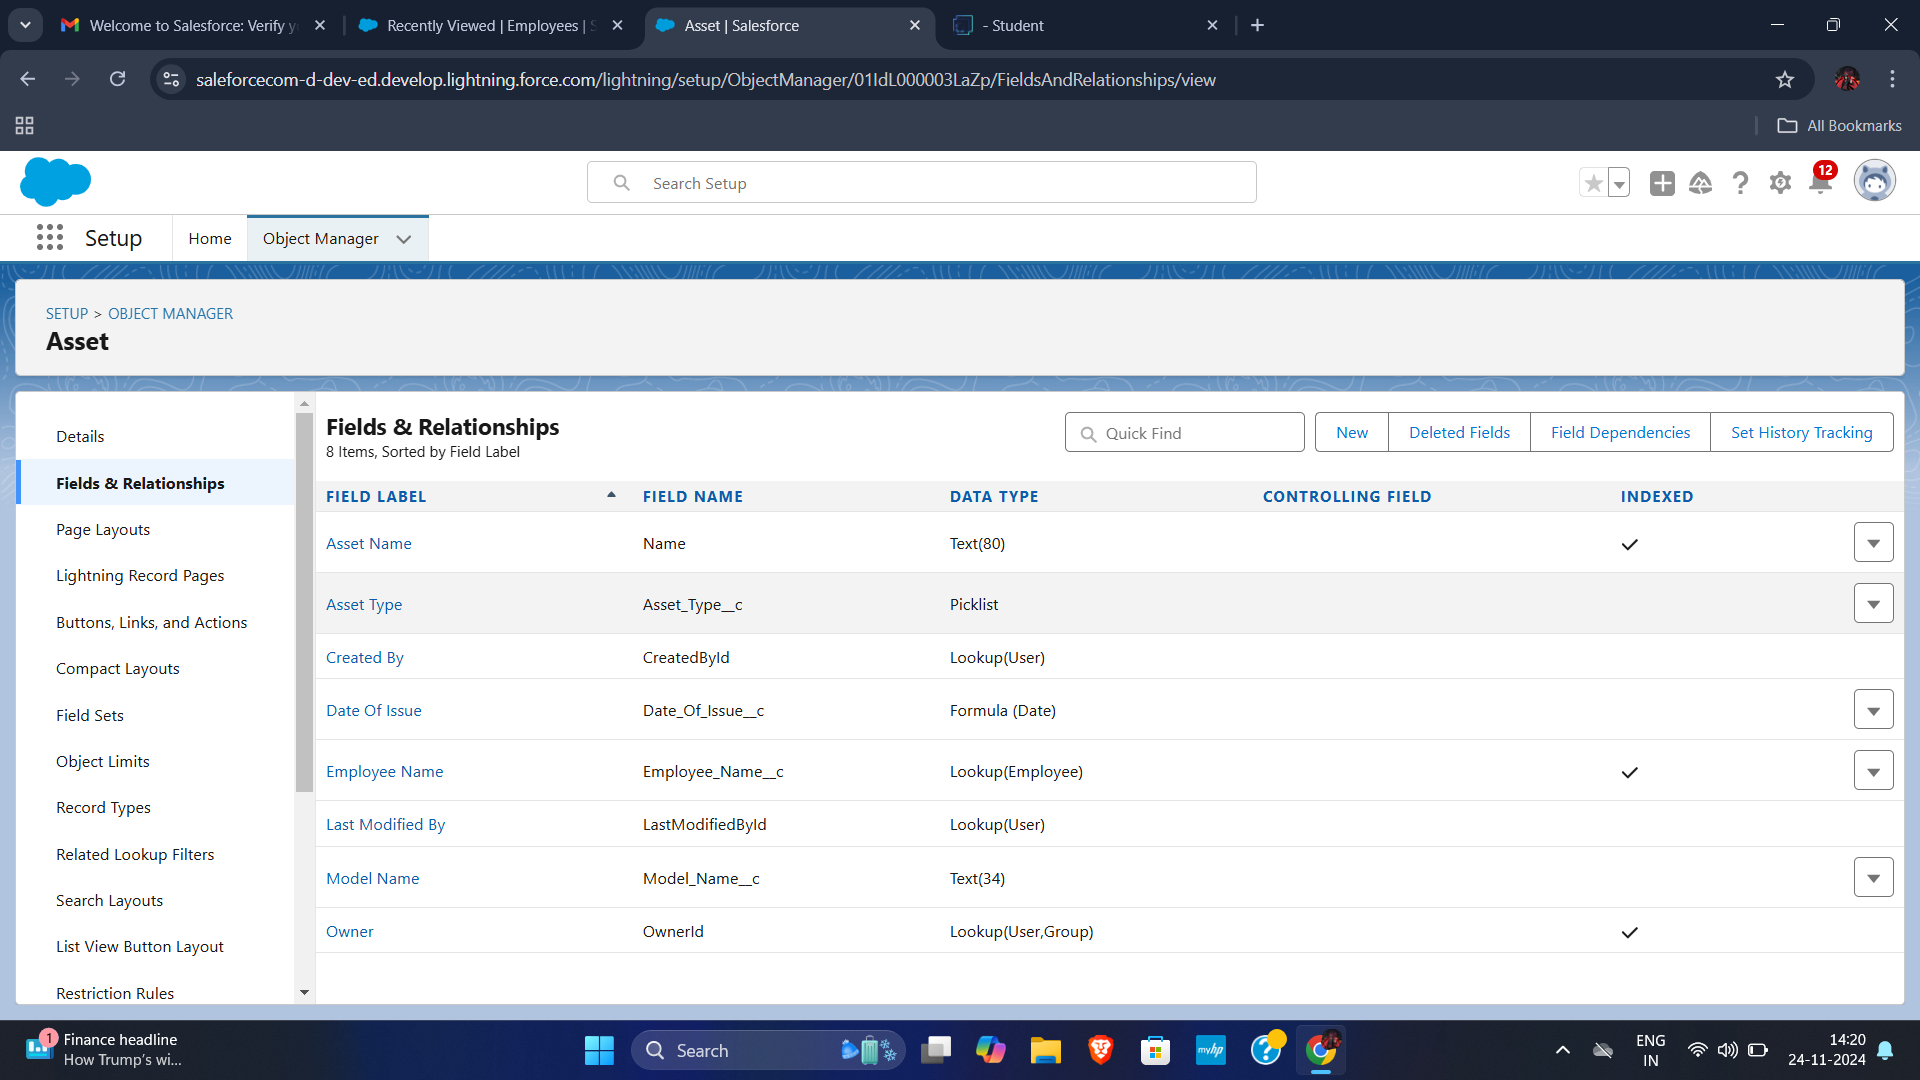 Welcome to Salesforce: Verify yo
Recently Viewed | Employees | S
Asset | Salesforce
- Student
saleforcecom-d-dev-ed.develop.lightning.force.com/lightning/setup/ObjectManager/01IdL000003LaZp/FieldsAndRelationships/view
All Bookmarks
Search Setup
12
Setup
Home
Object Manager
SETUP > OBJECT MANAGER
Asset
Details
Fields & Relationships
Page Layouts
Lightning Record Pages
Buttons, Links, and Actions
Compact Layouts
Field Sets
Object Limits
Record Types
Related Lookup Filters
Search Layouts
List View Button Layout
Restriction Rules
Fields & Relationships
8 Items, Sorted by Field Label
Quick Find
New
Deleted Fields
Field Dependencies
Set History Tracking
FIELD LABEL FIELD NAME DATA TYPE CONTROLLING FIELD INDEXED
Asset Name Name Text(80)
Asset Type Asset_Type__c Picklist
Created By CreatedById Lookup(User)
Date Of Issue Date_Of_Issue__c Formula (Date)
Employee Name Employee_Name__c Lookup(Employee)
Last Modified By LastModifiedById Lookup(User)
Model Name Model_Name__c Text(34)
Owner OwnerId Lookup(User,Group)
1
Finance headline
How Trump's wi...
Search
myhp
ENG
IN
14:20
24-11-2024